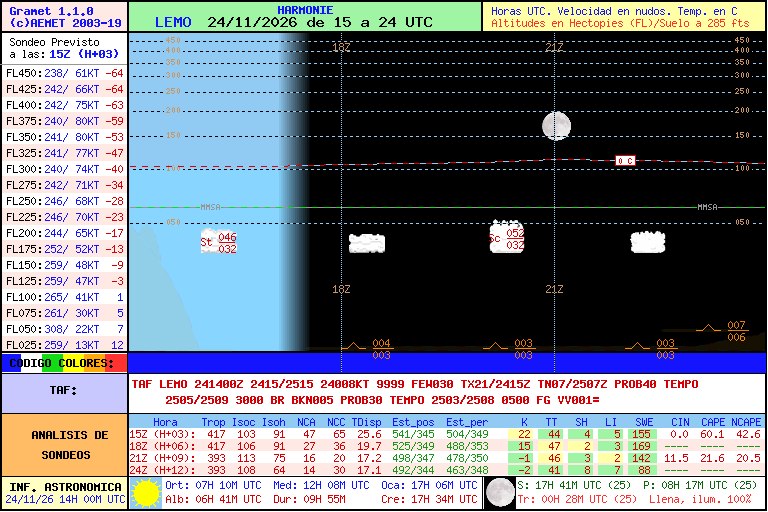 Gramet 1.1.0
(c)AEMET 2003-19
HARMONIE
LEMO 24/11/2026 de 15 a 24 UTC
Horas UTC. Velocidad en nudos. Temp. en C
Altitudes en Hectopies (FL)/Suelo a 285 fts
Sondeo Previsto
a las: 15Z (H+03)
FL450: 238/ 61KT -64
FL425: 242/ 66KT -64
FL400: 242/ 75KT -63
FL375: 240/ 80KT -59
FL350: 241/ 80KT -53
FL325: 241/ 77KT -47
FL300: 240/ 74KT -40
FL275: 242/ 71KT -34
FL250: 246/ 68KT -28
FL225: 246/ 70KT -23
FL200: 244/ 65KT -17
FL175: 252/ 52KT -13
FL150: 259/ 48KT -9
FL125: 259/ 47KT -3
FL100: 265/ 41KT 1
FL075: 261/ 30KT 5
FL050: 308/ 22KT 7
FL025: 259/ 13KT 12
18Z 21Z
450 450
400 400
350 350
300 300
250 250
200 200
150 150
0 C
100 100
MMSA MMSA
050 050
St 046
032
Sc 052
032
18Z 21Z
004
003
003
003
003
003
007
006
CODIGO COLORES:
TAF:
TAF LEMO 241400Z 2415/2515 24008KT 9999 FEW030 TX21/2415Z TN07/2507Z PROB40 TEMPO
2505/2509 3000 BR BKN005 PROB30 TEMPO 2503/2508 0500 FG VV001=
ANALISIS DE
SONDEOS
Hora Trop Isoc Isoh NCA NCC TDisp Est_pos Est_per K TT SH LI SWE CIN CAPE NCAPE
15Z (H+03): 417 103 91 47 65 25.6 541/345 504/349 22 44 4 5 155 0.0 60.1 42.6
18Z (H+06): 417 106 91 27 36 19.7 525/349 488/353 15 47 2 3 169
21Z (H+09): 393 113 75 16 20 17.2 498/347 478/350 -1 46 3 2 142 11.5 21.6 20.5
24Z (H+12): 393 108 64 14 30 17.1 492/344 463/348 -2 41 8 7 88
INF. ASTRONOMICA
24/11/26 14H 00M UTC
Ort: 07H 10M UTC Med: 12H 08M UTC Oca: 17H 06M UTC
Alb: 06H 41M UTC Dur: 09H 55M Cre: 17H 34M UTC
S: 17H 41M UTC (25) P: 08H 17M UTC (25)
Tr: 00H 28M UTC (25) Llena, ilum. 100%